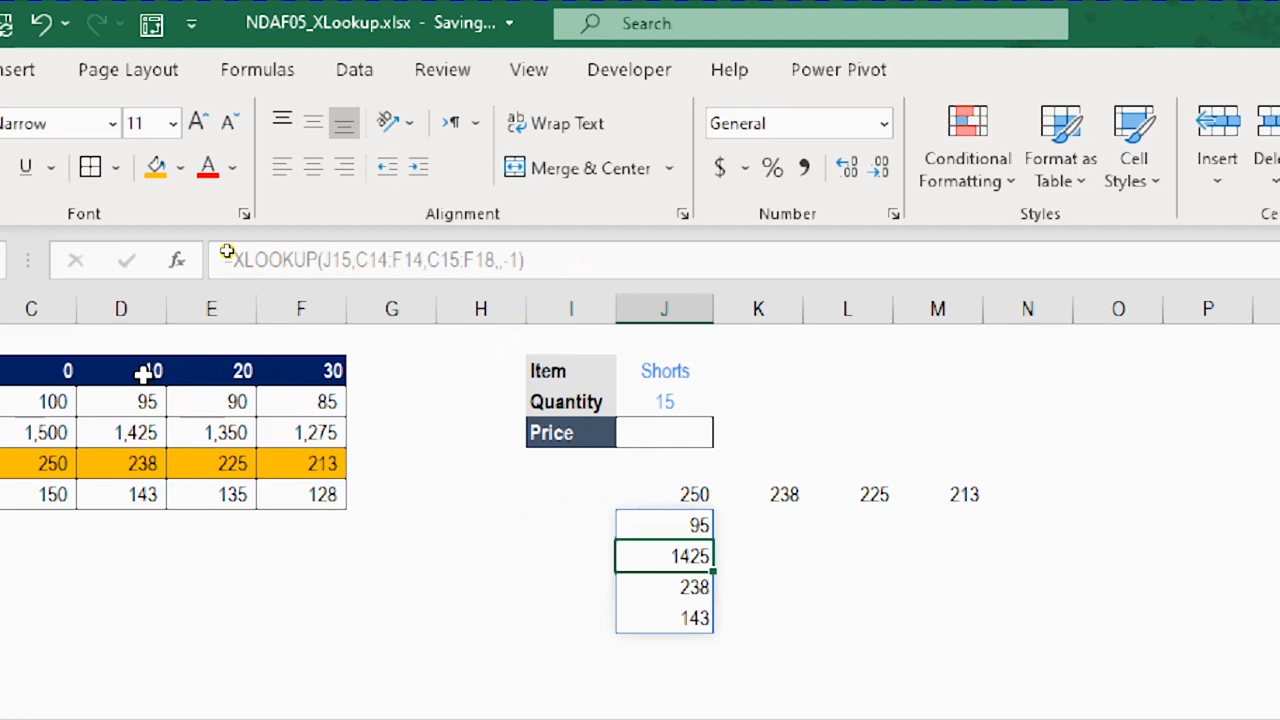 NDAF05_XLookup.xlsx - Saving...
Search
Page Layout
Formulas
Data
Review
View
Developer
Help
Power Pivot
11
Wrap Text
General
U
Merge & Center
Conditional Formatting
Format as Table
Cell Styles
Insert
Font
Alignment
Number
Styles
fx
XLOOKUP(J15,C14:F14,C15:F18,,-1)
C D E F G H I J K L M N O P
0 10 20 30 Item Shorts
100 95 90 85 Quantity 15
1,500 1,425 1,350 1,275 Price
250 238 225 213
150 143 135 128 250 238 225 213
95
1425
238
143